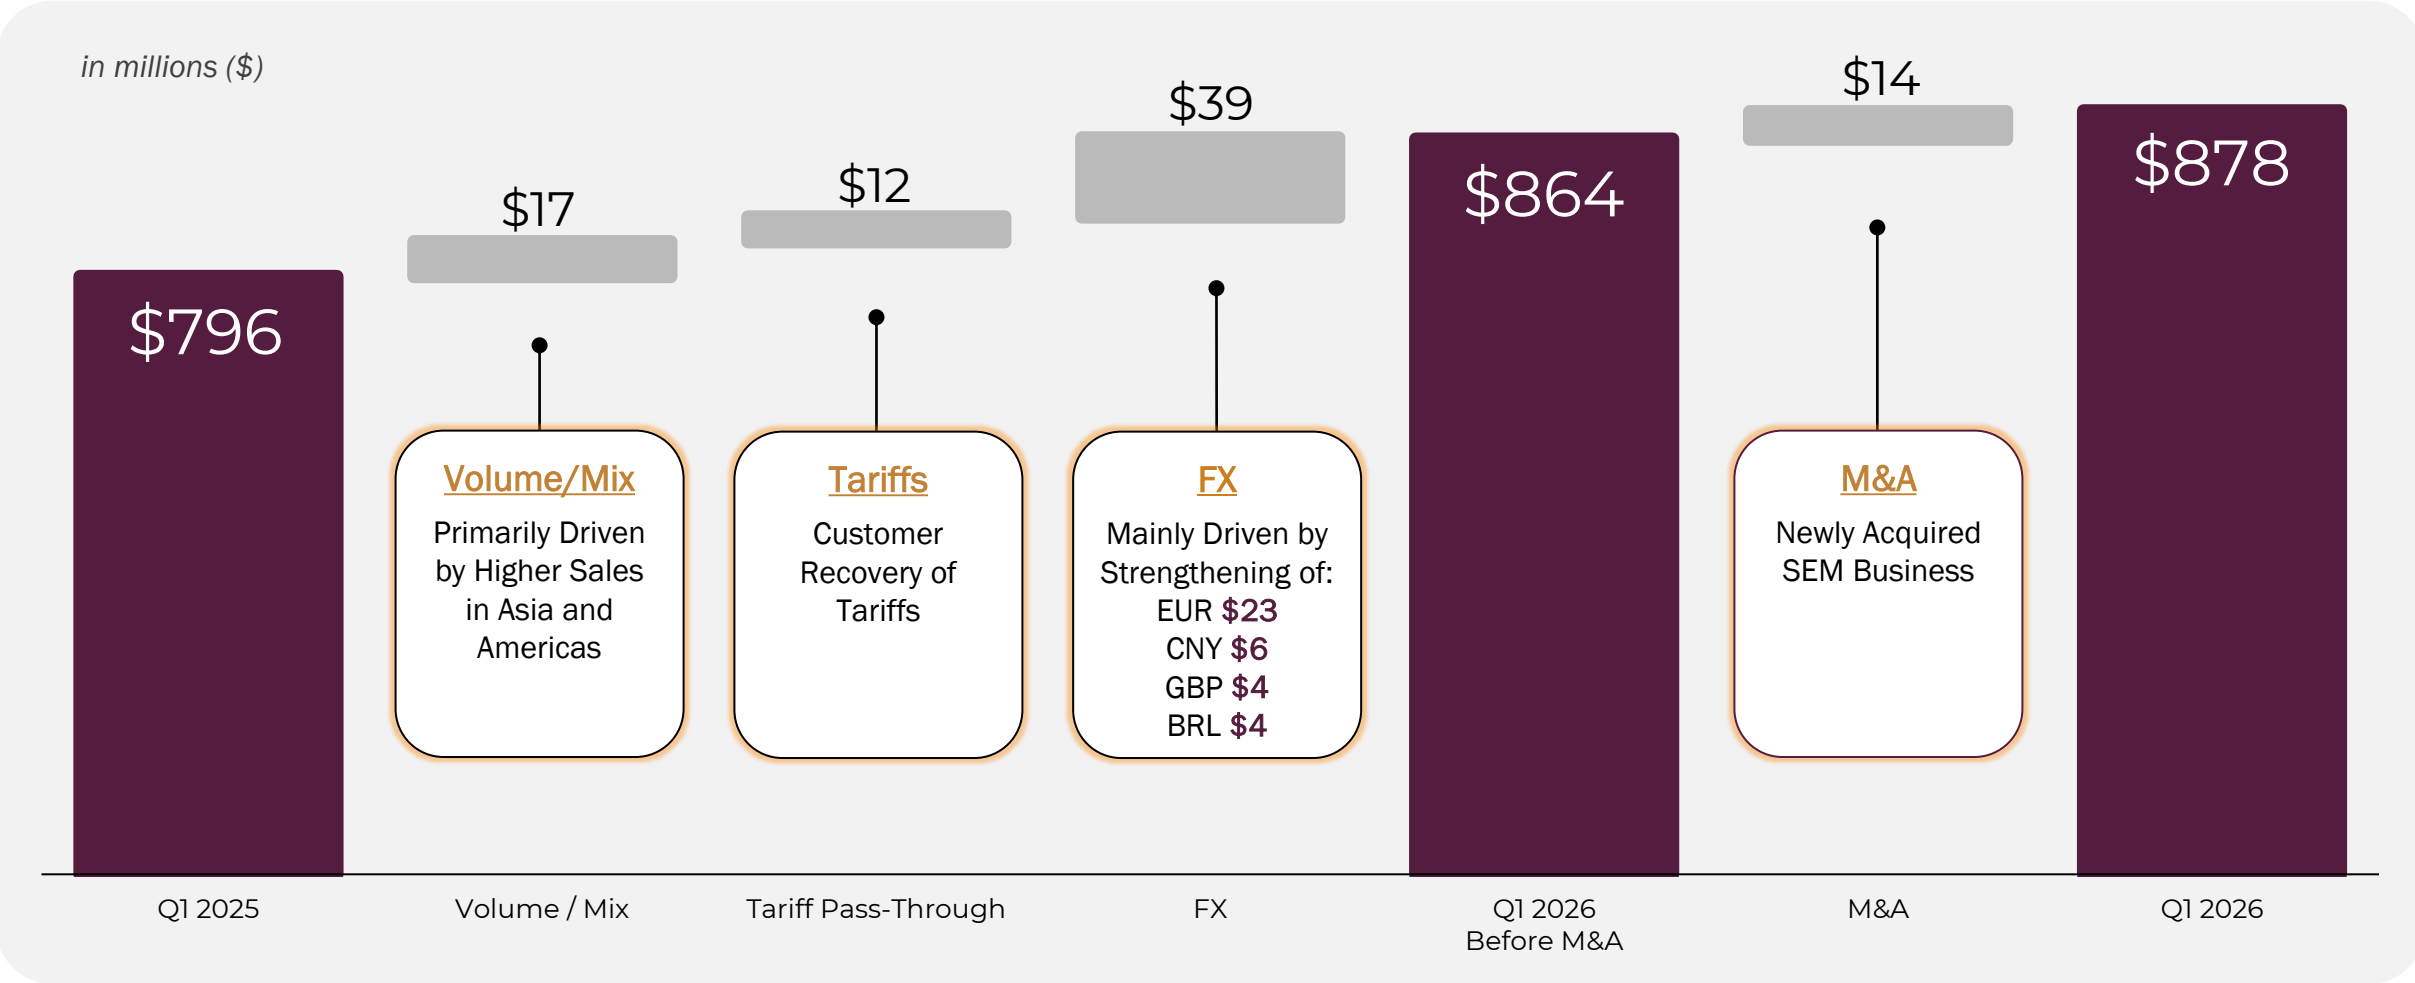 in millions ($)
$796
$17
$12
$39
$864
$14
$878
Volume/Mix
Primarily Driven
by Higher Sales
in Asia and
Americas
Tariffs
Customer
Recovery of
Tariffs
FX
Mainly Driven by
Strengthening of:
EUR $23
CNY $6
GBP $4
BRL $4
M&A
Newly Acquired
SEM Business
Q1 2025
Volume / Mix
Tariff Pass-Through
FX
Q1 2026
Before M&A
M&A
Q1 2026